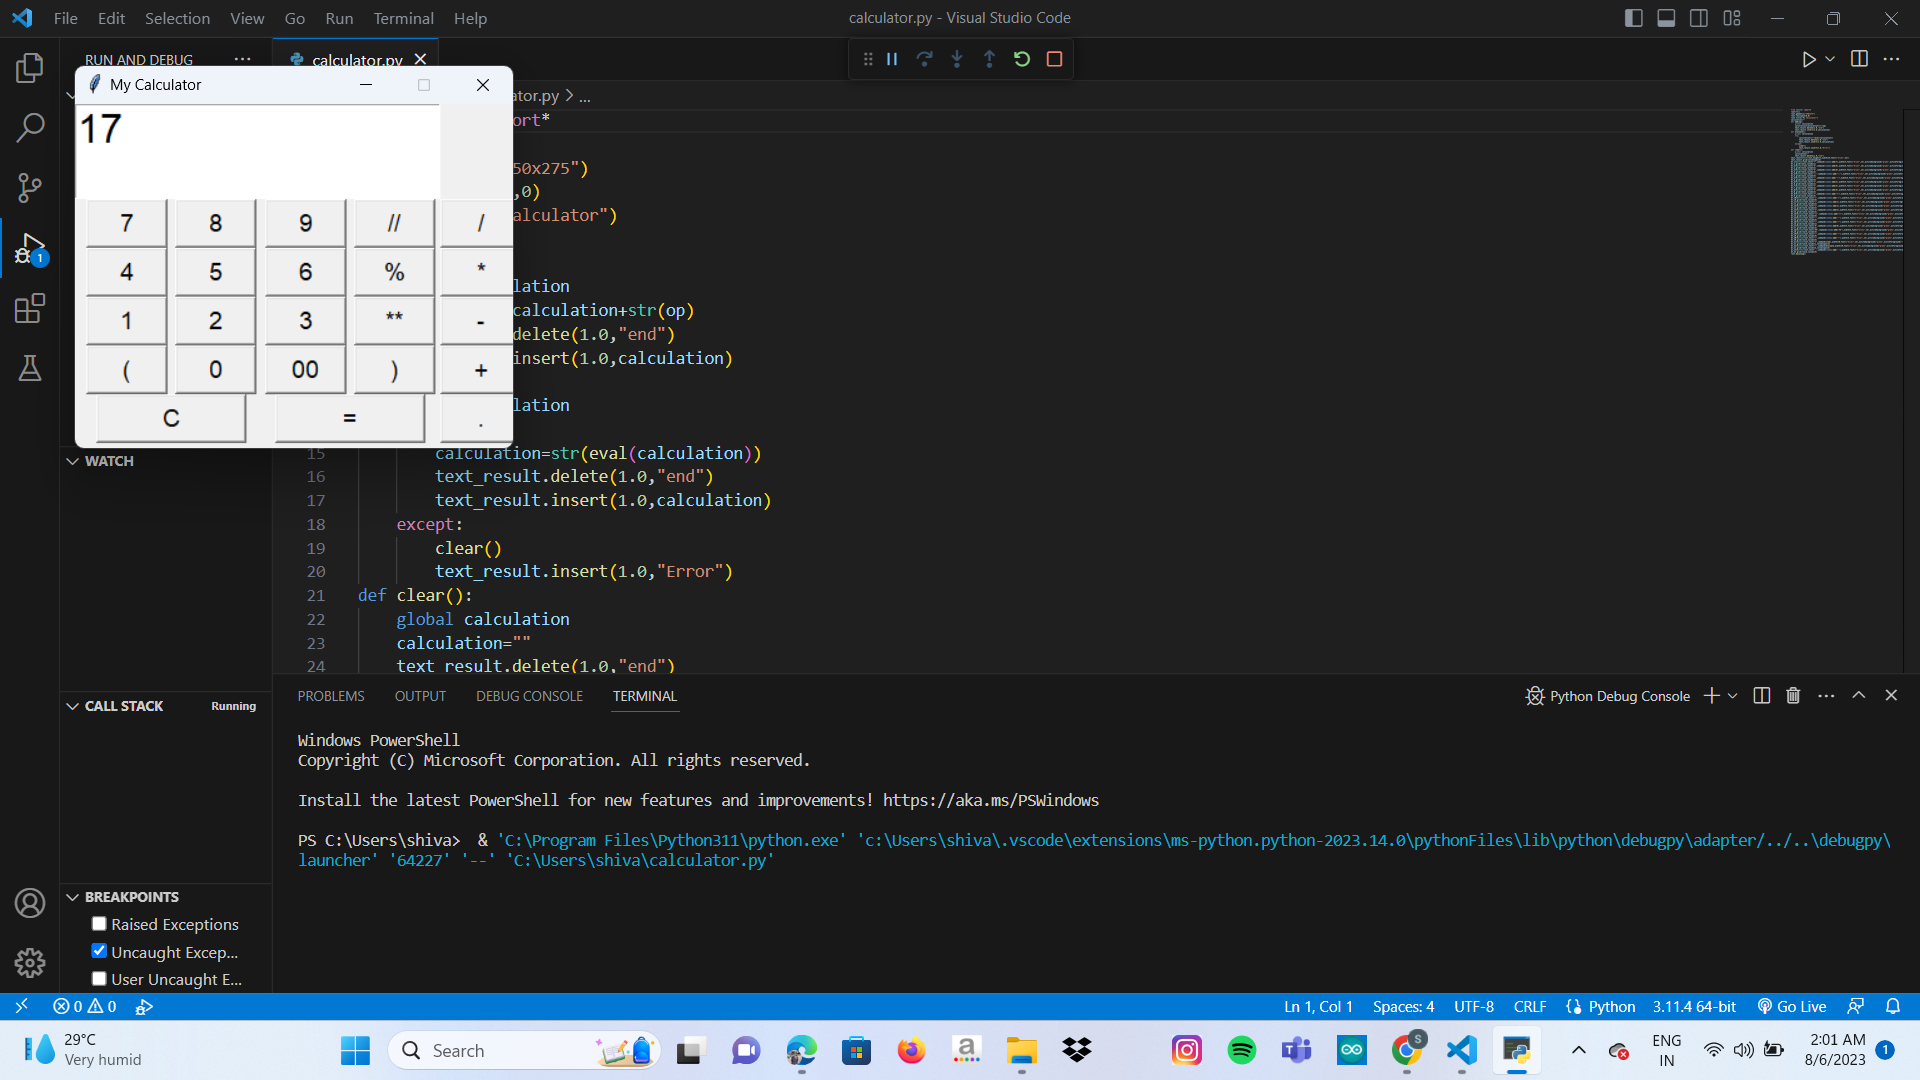 File Edit Selection View Go Run Terminal Help
calculator.py - Visual Studio Code
RUN AND DEBUG ...
calculator.py
My Calculator
17
7 8 9 // /
4 5 6 % *
1 2 3 ** -
( 0 00 ) +
C = .
ator.py > ...
ort*
50x275")
,0)
alculator")
lation
calculation+str(op)
delete(1.0,"end")
insert(1.0,calculation)
lation
15 calculation=str(eval(calculation))
16 text_result.delete(1.0,"end")
17 text_result.insert(1.0,calculation)
18 except:
19 clear()
20 text_result.insert(1.0,"Error")
21 def clear():
22 global calculation
23 calculation=""
24 text_result.delete(1.0,"end")
WATCH
CALL STACK Running
BREAKPOINTS
Raised Exceptions
Uncaught Excep...
User Uncaught E...
1
PROBLEMS OUTPUT DEBUG CONSOLE TERMINAL
Python Debug Console
Windows PowerShell
Copyright (C) Microsoft Corporation. All rights reserved.
Install the latest PowerShell for new features and improvements! https://aka.ms/PSWindows
PS C:\Users\shiva>  & 'C:\Program Files\Python311\python.exe' 'c:\Users\shiva\.vscode\extensions\ms-python.python-2023.14.0\pythonFiles\lib\python\debugpy\adapter/../..\debugpy\
launcher' '64227' '--' 'C:\Users\shiva\calculator.py'
0 0
Ln 1, Col 1 Spaces: 4 UTF-8 CRLF Python 3.11.4 64-bit Go Live
29°C
Very humid
Search
a
S
ENG
IN
2:01 AM
8/6/2023
1